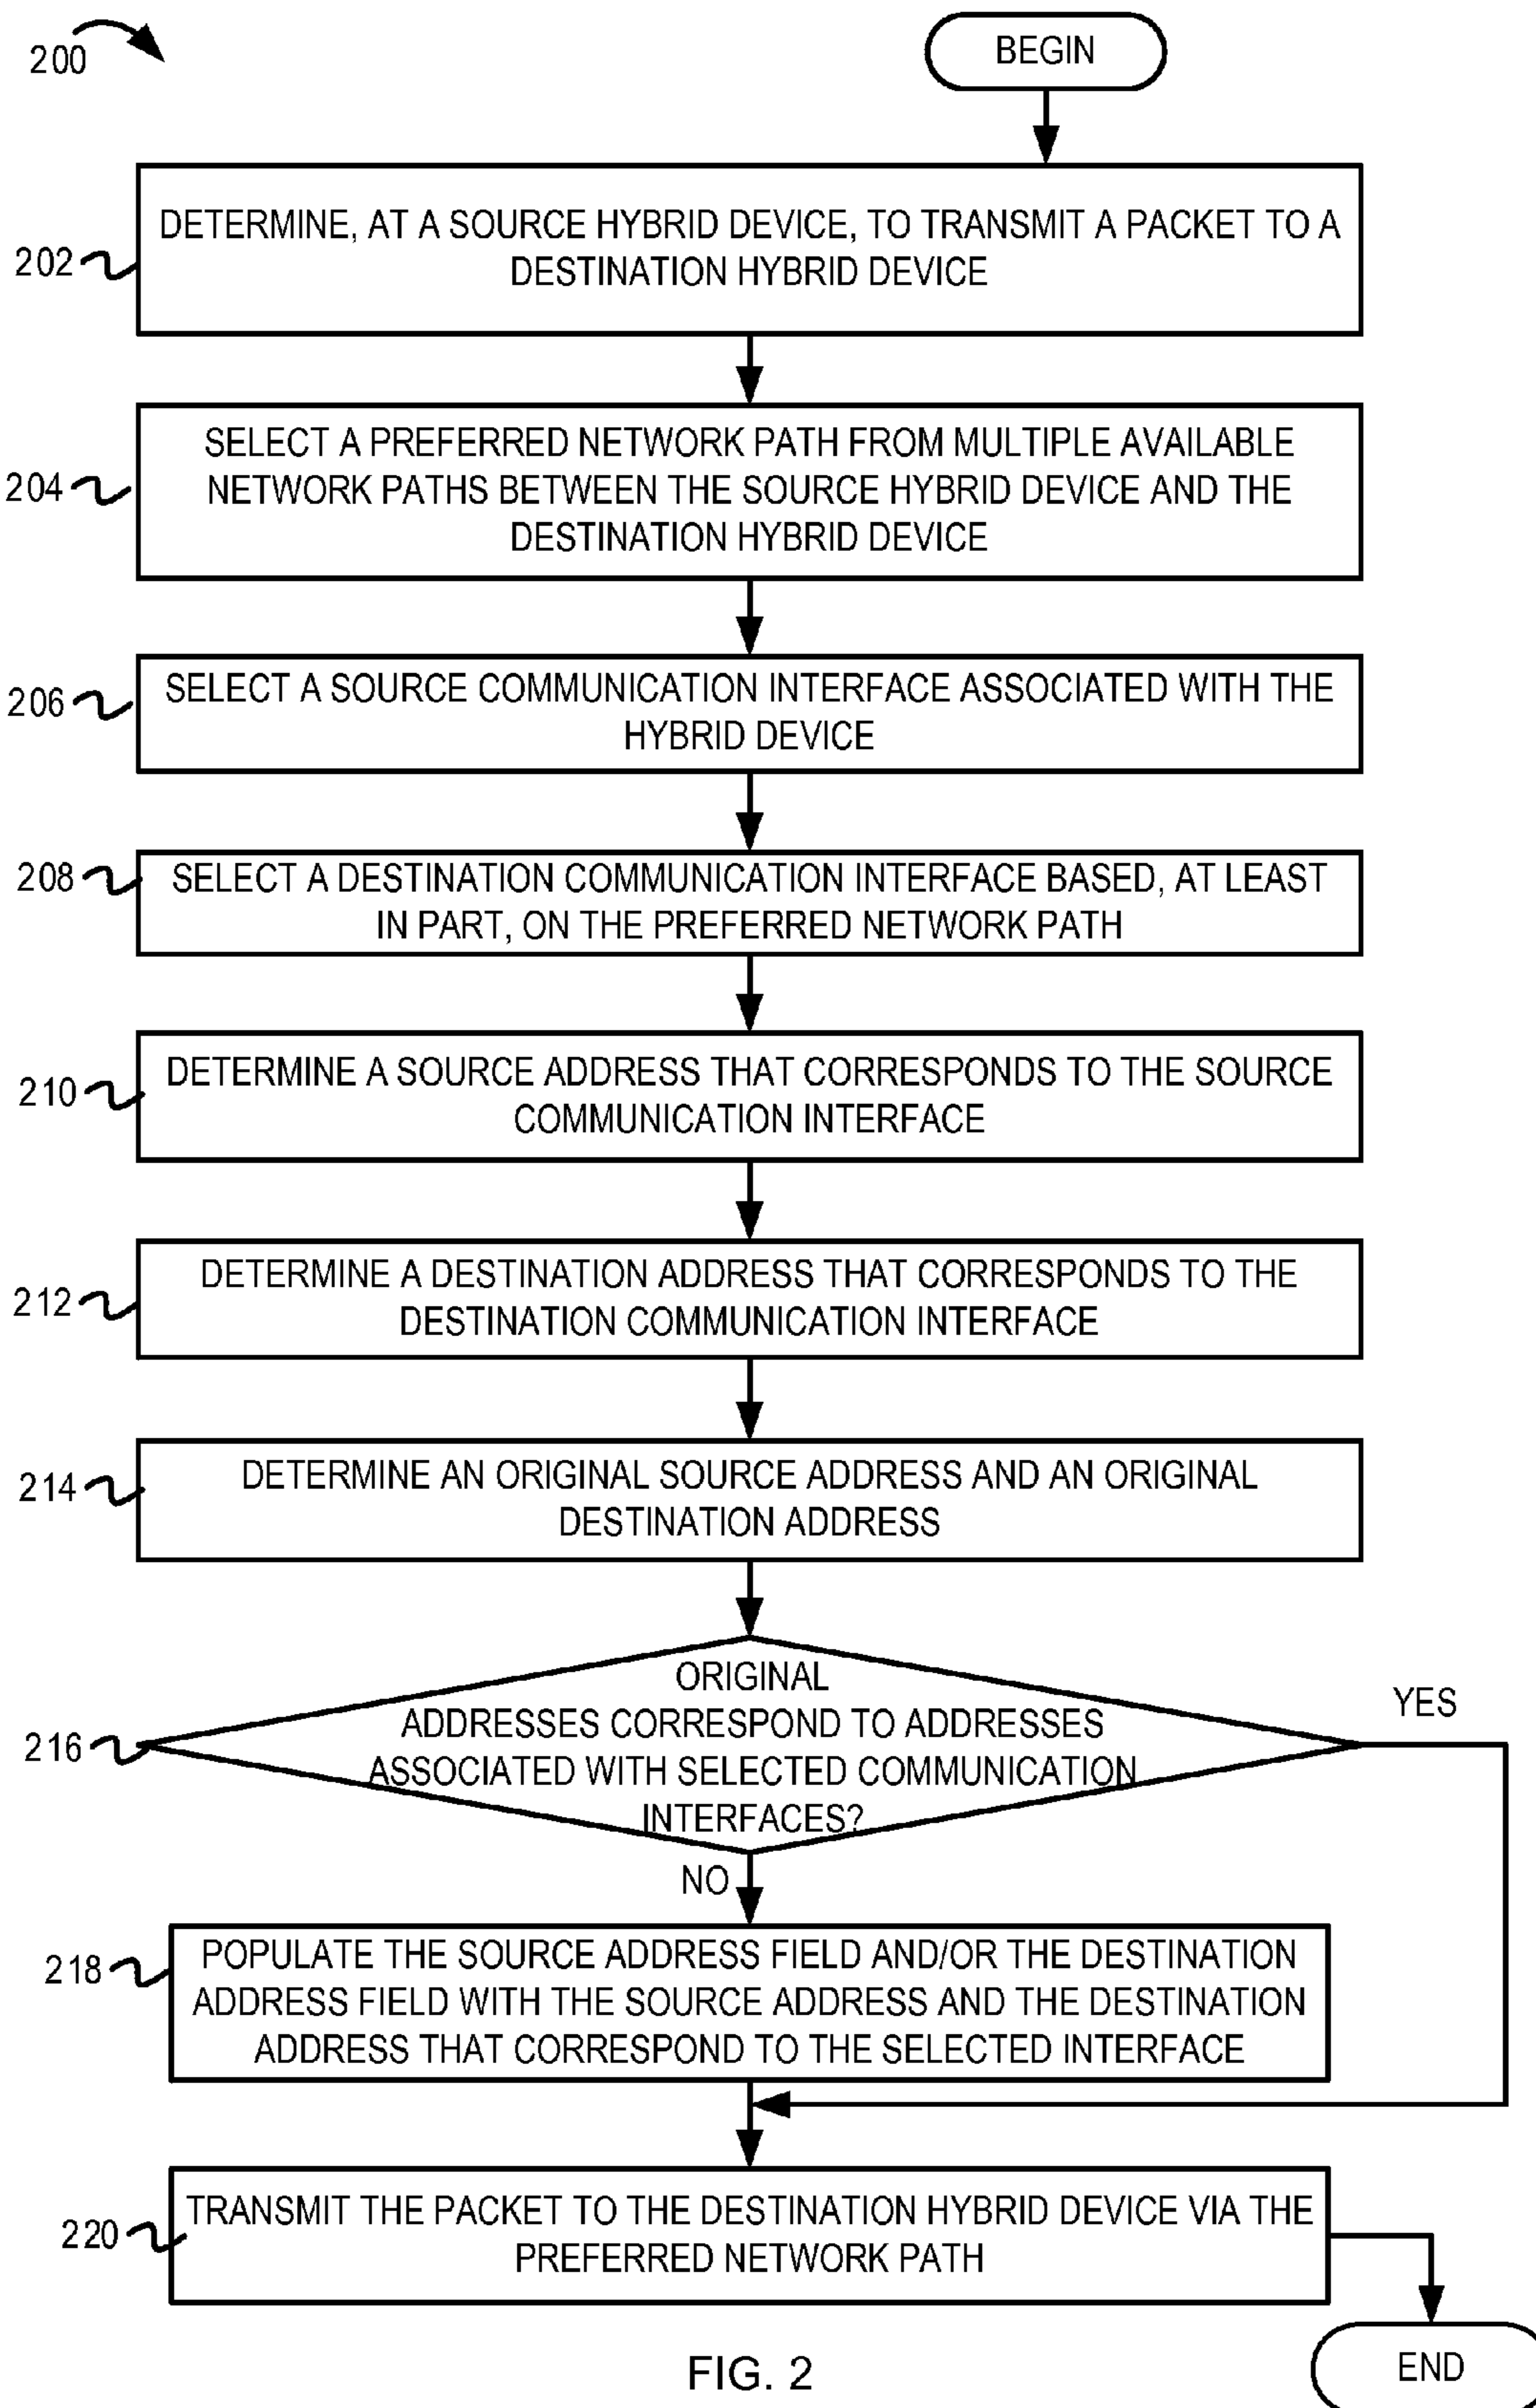 200
BEGIN
202
DETERMINE, AT A SOURCE HYBRID DEVICE, TO TRANSMIT A PACKET TO A
DESTINATION HYBRID DEVICE
204
SELECT A PREFERRED NETWORK PATH FROM MULTIPLE AVAILABLE
NETWORK PATHS BETWEEN THE SOURCE HYBRID DEVICE AND THE
DESTINATION HYBRID DEVICE
206
SELECT A SOURCE COMMUNICATION INTERFACE ASSOCIATED WITH THE
HYBRID DEVICE
208
SELECT A DESTINATION COMMUNICATION INTERFACE BASED, AT LEAST
IN PART, ON THE PREFERRED NETWORK PATH
210
DETERMINE A SOURCE ADDRESS THAT CORRESPONDS TO THE SOURCE
COMMUNICATION INTERFACE
212
DETERMINE A DESTINATION ADDRESS THAT CORRESPONDS TO THE
DESTINATION COMMUNICATION INTERFACE
214
DETERMINE AN ORIGINAL SOURCE ADDRESS AND AN ORIGINAL
DESTINATION ADDRESS
216
ORIGINAL
ADDRESSES CORRESPOND TO ADDRESSES
ASSOCIATED WITH SELECTED COMMUNICATION
INTERFACES?
YES
NO
218
POPULATE THE SOURCE ADDRESS FIELD AND/OR THE DESTINATION
ADDRESS FIELD WITH THE SOURCE ADDRESS AND THE DESTINATION
ADDRESS THAT CORRESPOND TO THE SELECTED INTERFACE
220
TRANSMIT THE PACKET TO THE DESTINATION HYBRID DEVICE VIA THE
PREFERRED NETWORK PATH
END
FIG. 2